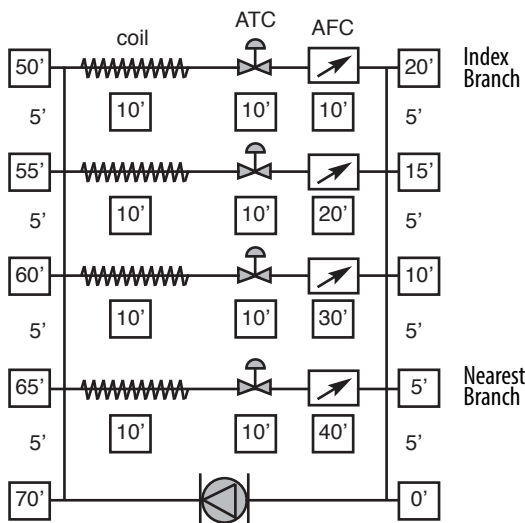 coil ATC AFC
50' 20' Index Branch
10' 10' 10'
5' 5'
55' 15'
10' 10' 20'
5' 5'
60' 10'
10' 10' 30'
5' 5'
65' 5' Nearest Branch
10' 10' 40'
5' 5'
70' 0'